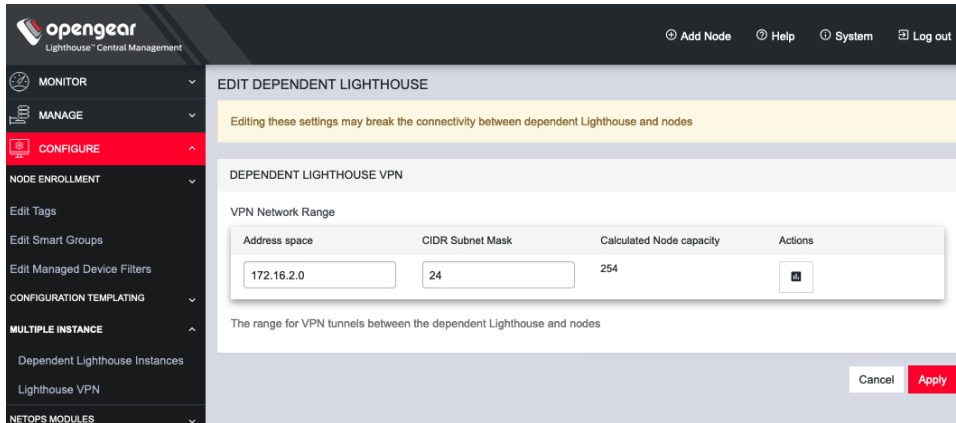 opengear
Lighthouse™ Central Management
Add Node
Help
System
Log out
MONITOR
MANAGE
CONFIGURE
NODE ENROLLMENT
Edit Tags
Edit Smart Groups
Edit Managed Device Filters
CONFIGURATION TEMPLATING
MULTIPLE INSTANCE
Dependent Lighthouse Instances
Lighthouse VPN
NETOPS MODULES
EDIT DEPENDENT LIGHTHOUSE
Editing these settings may break the connectivity between dependent Lighthouse and nodes
DEPENDENT LIGHTHOUSE VPN
VPN Network Range
Address space CIDR Subnet Mask Calculated Node capacity Actions
172.16.2.0 24 254
The range for VPN tunnels between the dependent Lighthouse and nodes
Cancel Apply